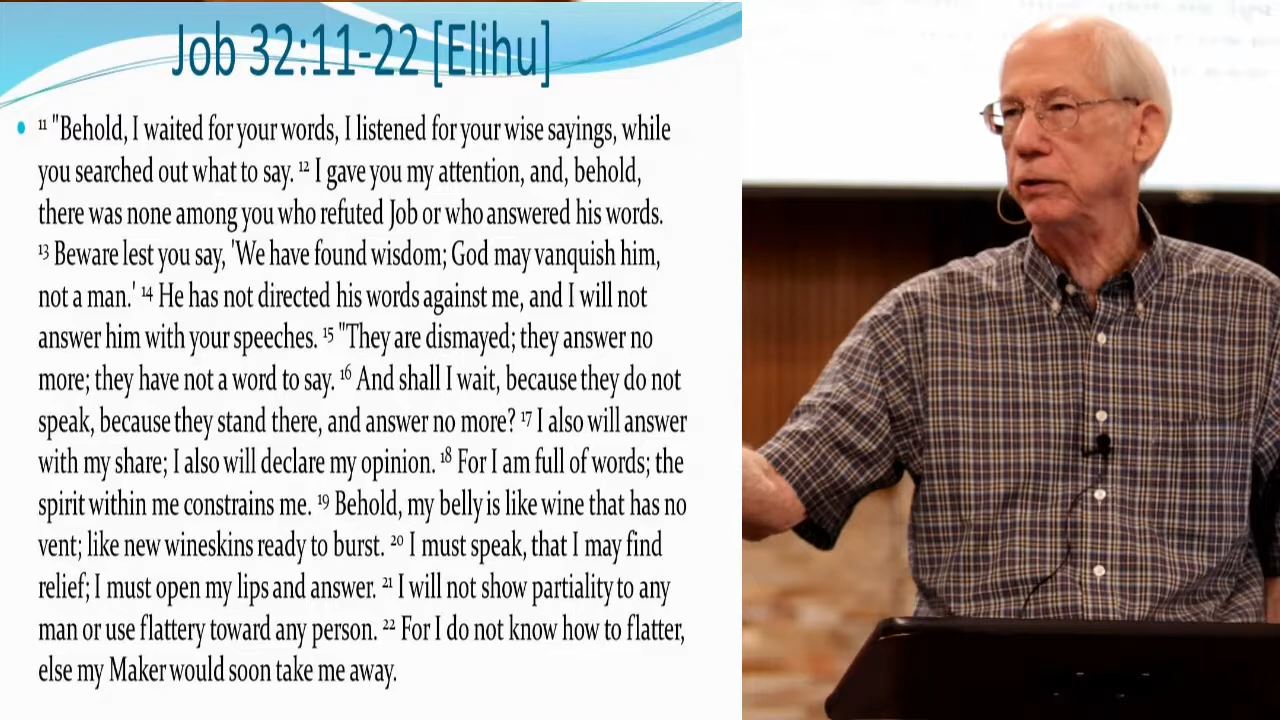 Job 32:11-22 [Elihu]
• 11 "Behold, I waited for your words, I listened for your wise sayings, while
you searched out what to say. 12 I gave you my attention, and, behold,
there was none among you who refuted Job or who answered his words.
13 Beware lest you say, 'We have found wisdom; God may vanquish him,
not a man.' 14 He has not directed his words against me, and I will not
answer him with your speeches. 15 "They are dismayed; they answer no
more; they have not a word to say. 16 And shall I wait, because they do not
speak, because they stand there, and answer no more? 17 I also will answer
with my share; I also will declare my opinion. 18 For I am full of words; the
spirit within me constrains me. 19 Behold, my belly is like wine that has no
vent; like new wineskins ready to burst. 20 I must speak, that I may find
relief; I must open my lips and answer. 21 I will not show partiality to any
man or use flattery toward any person. 22 For I do not know how to flatter,
else my Maker would soon take me away.